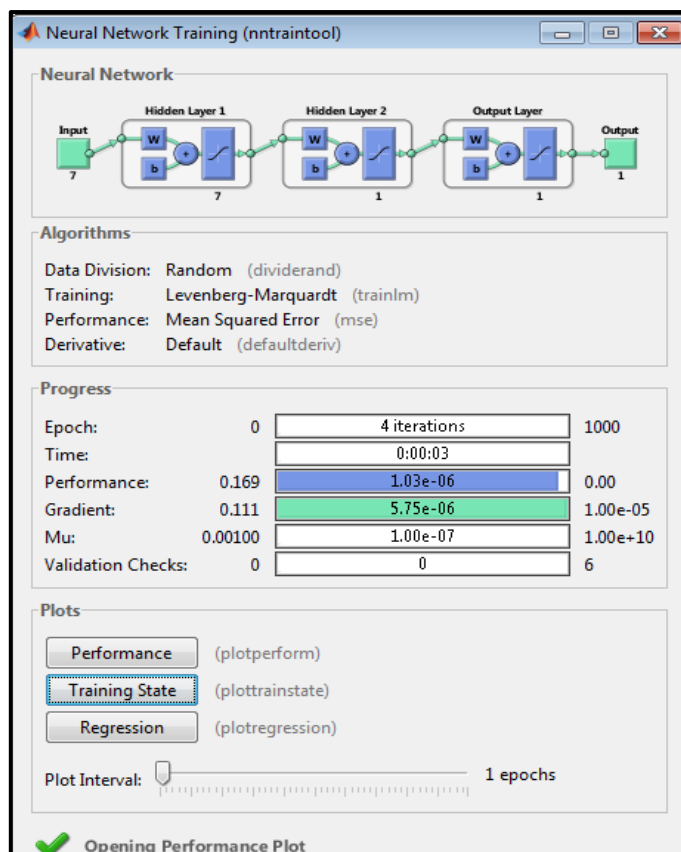 Neural Network Training (nntraintool)
Neural Network
Hidden Layer 1 Hidden Layer 2 Output Layer
Input Output
W W W
b b b
+ + +
7 7 1 1 1
Algorithms
Data Division: Random (dividerand)
Training: Levenberg-Marquardt (trainlm)
Performance: Mean Squared Error (mse)
Derivative: Default (defaultderiv)
Progress
Epoch: 0 4 iterations 1000
Time: 0:00:03
Performance: 0.169 1.03e-06 0.00
Gradient: 0.111 5.75e-06 1.00e-05
Mu: 0.00100 1.00e-07 1.00e+10
Validation Checks: 0 0 6
Plots
Performance (plotperform)
Training State (plottrainstate)
Regression (plotregression)
Plot Interval: 1 epochs
Opening Performance Plot